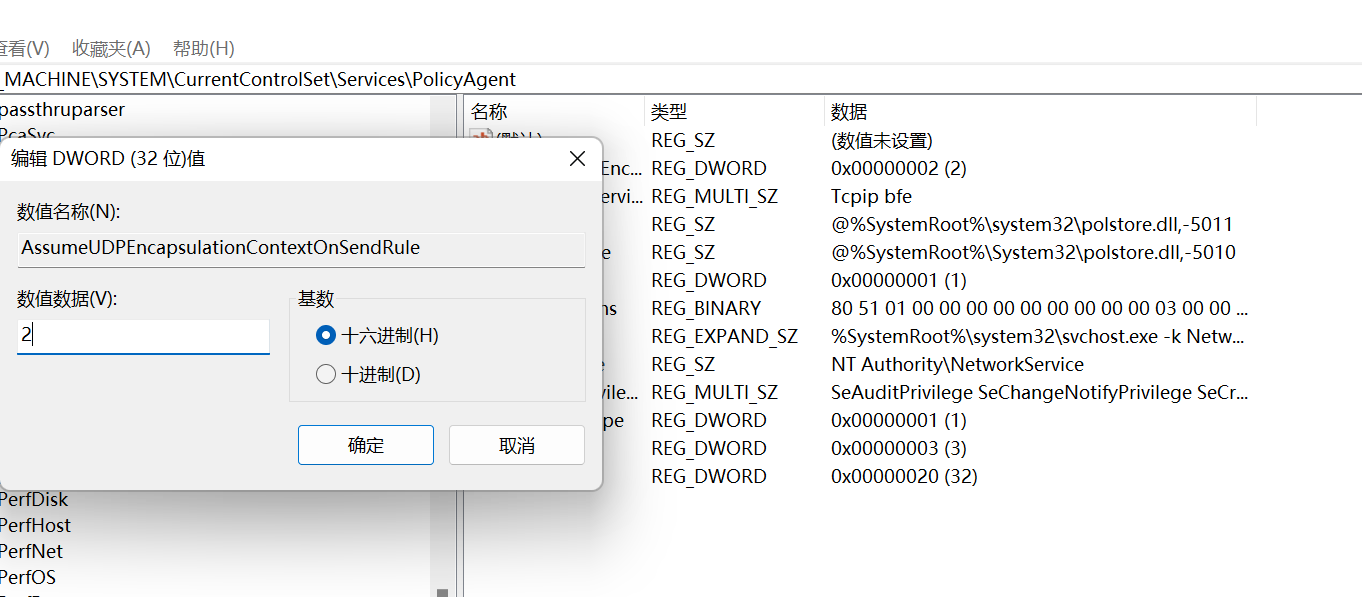 查看(V) 收藏夹(A) 帮助(H)
_MACHINE\SYSTEM\CurrentControlSet\Services\PolicyAgent
passthruparser
PcaSvc
编辑 DWORD (32 位)值
数值名称(N):
AssumeUDPEncapsulationContextOnSendRule
数值数据(V):
2
基数
十六进制(H)
十进制(D)
确定 取消
PerfDisk
PerfHost
PerfNet
PerfOS
名称 类型 数据
(默认) REG_SZ (数值未设置)
Enc... REG_DWORD 0x00000002 (2)
ervi... REG_MULTI_SZ Tcpip bfe
REG_SZ @%SystemRoot%\system32\polstore.dll,-5011
e REG_SZ @%SystemRoot%\System32\polstore.dll,-5010
REG_DWORD 0x00000001 (1)
ns REG_BINARY 80 51 01 00 00 00 00 00 00 00 00 00 03 00 00 ...
REG_EXPAND_SZ %SystemRoot%\system32\svchost.exe -k Netw...
e REG_SZ NT Authority\NetworkService
vile... REG_MULTI_SZ SeAuditPrivilege SeChangeNotifyPrivilege SeCr...
pe REG_DWORD 0x00000001 (1)
REG_DWORD 0x00000003 (3)
REG_DWORD 0x00000020 (32)